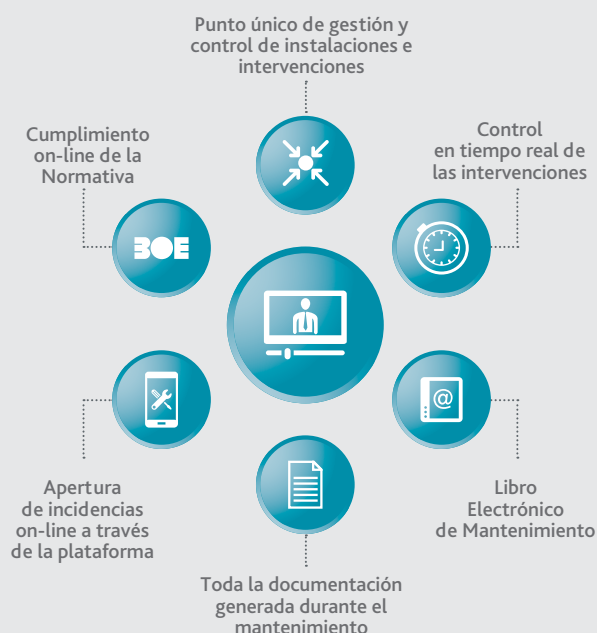 Punto único de gestión y
control de instalaciones e
intervenciones
Cumplimiento
on-line de la
Normativa
Control
en tiempo real de
las intervenciones
BOE
@
Apertura
de incidencias
on-line a través
de la plataforma
Libro
Electrónico
de Mantenimiento
Toda la documentación
generada durante el
mantenimiento